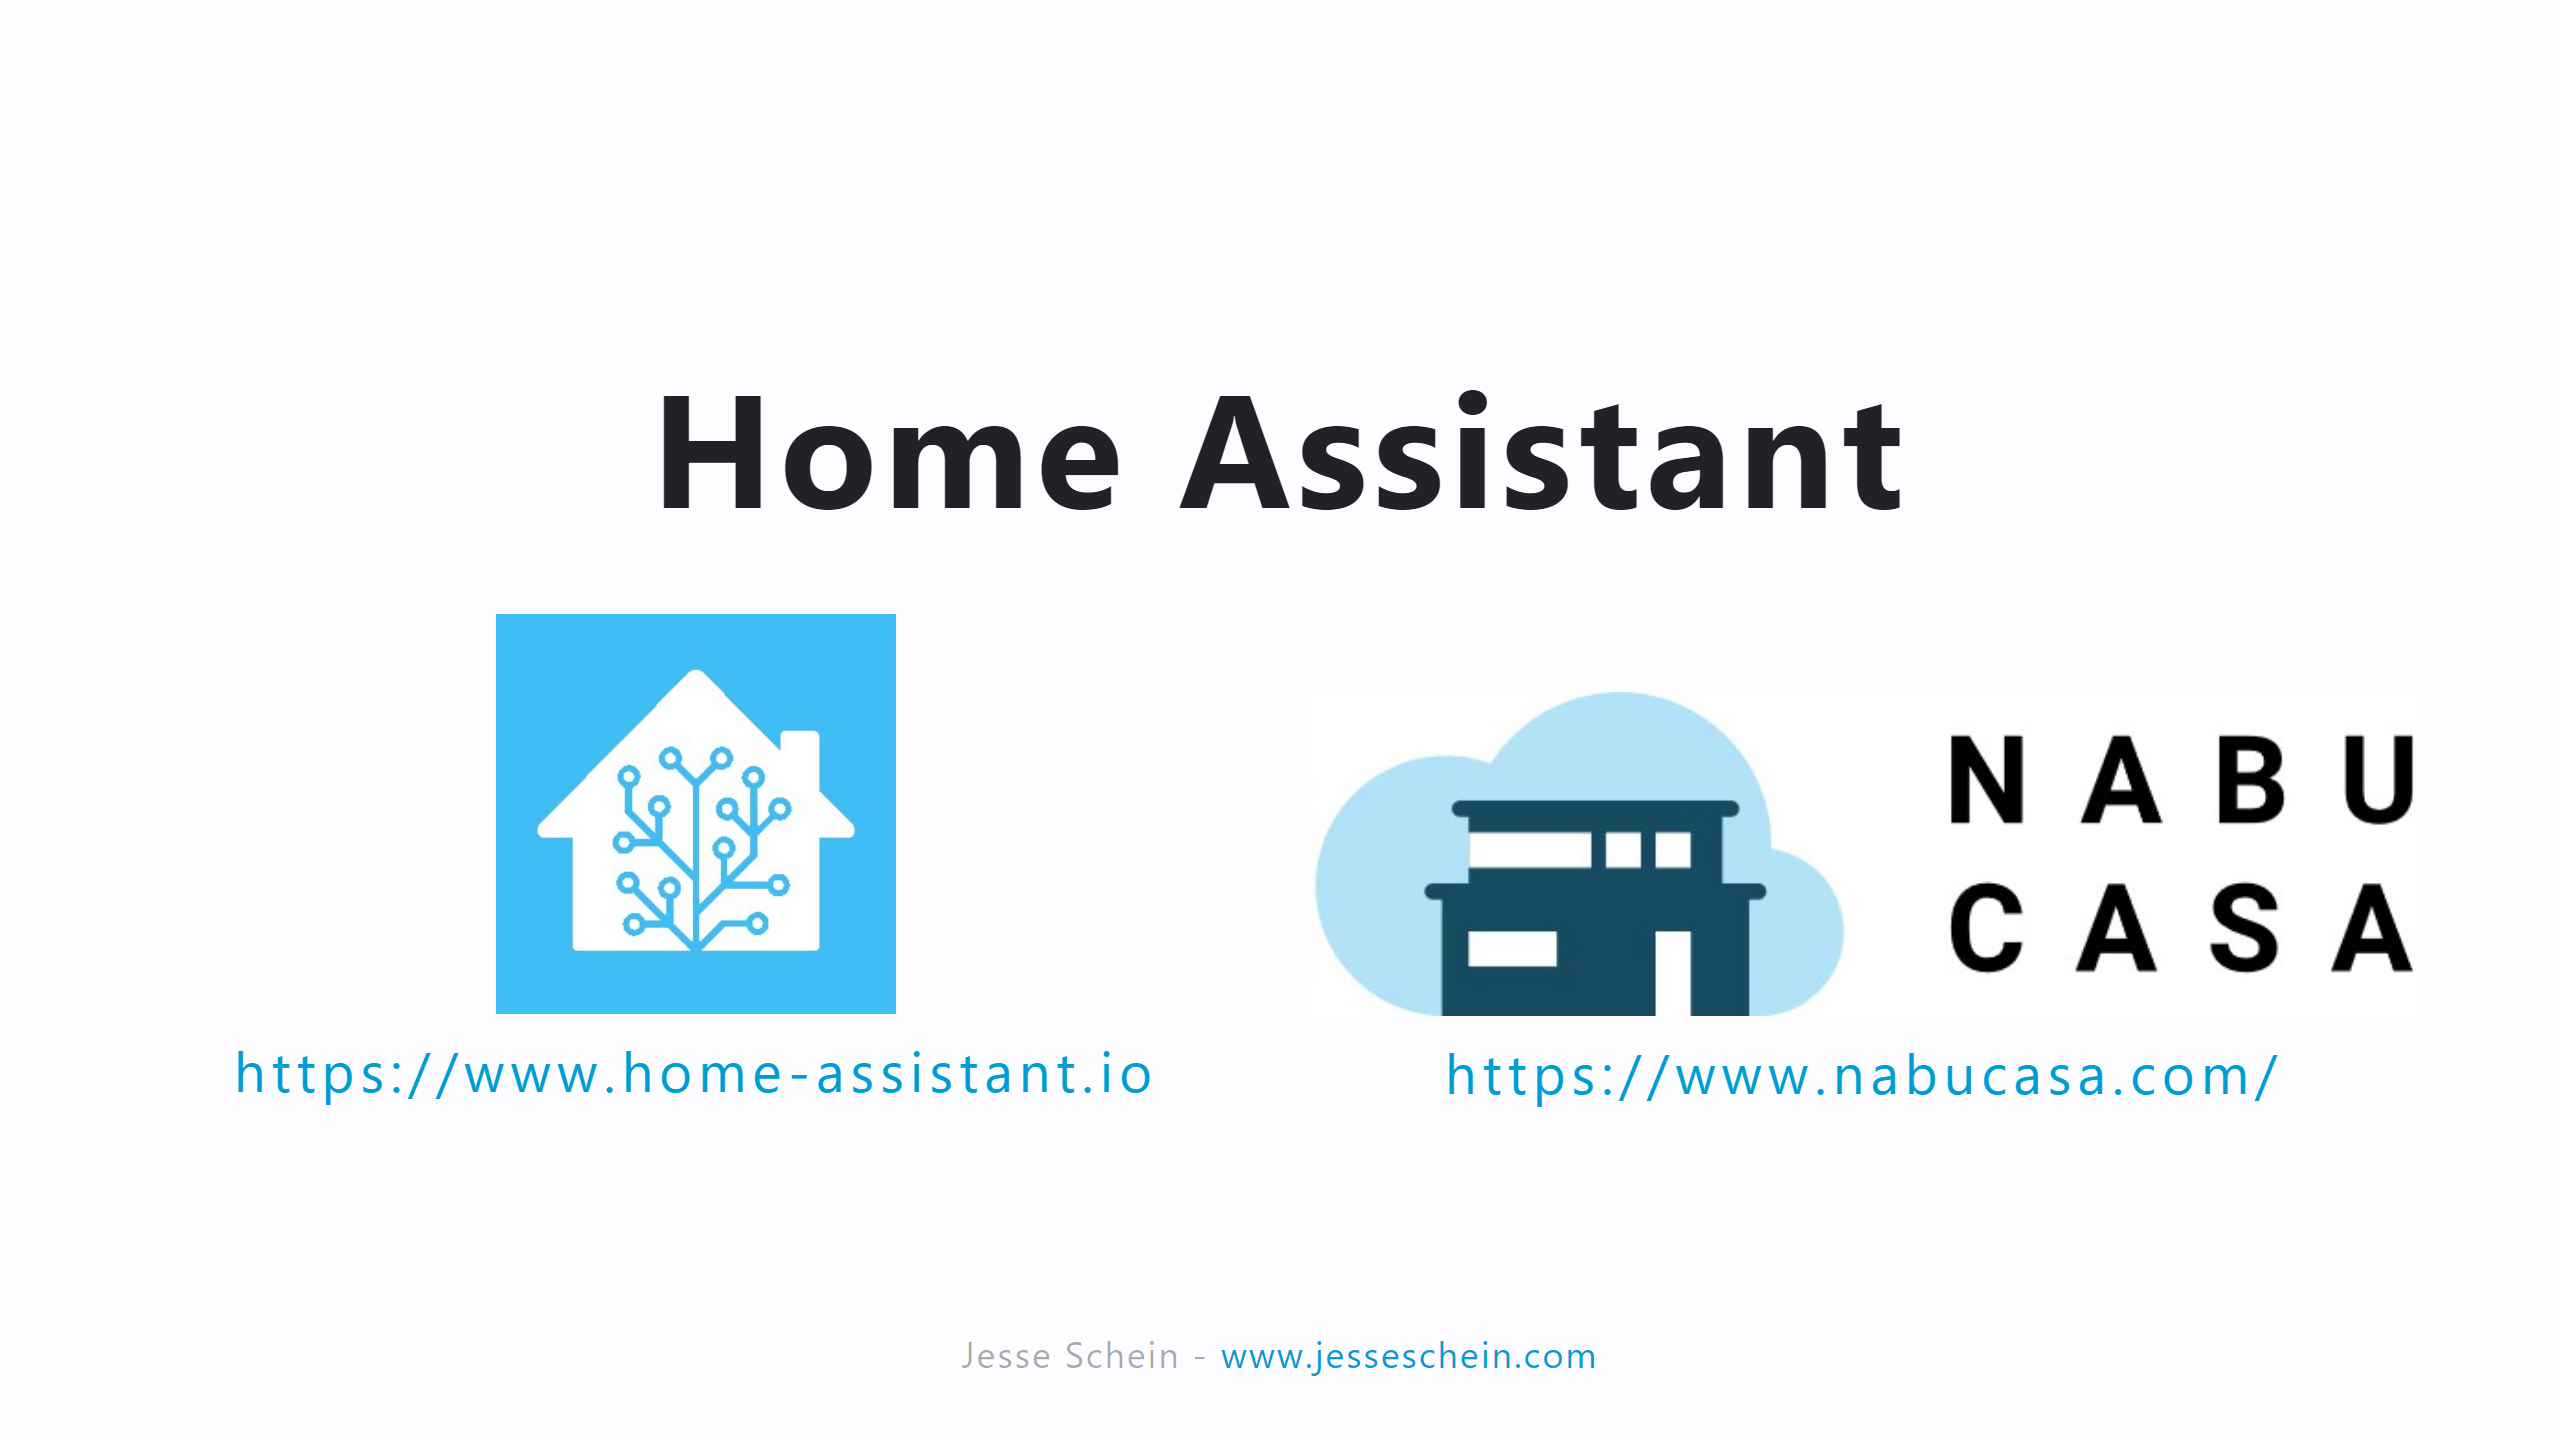 Home Assistant
NABU
CASA
https://www.home-assistant.io
https://www.nabucasa.com/
Jesse Schein - www.jesseschein.com